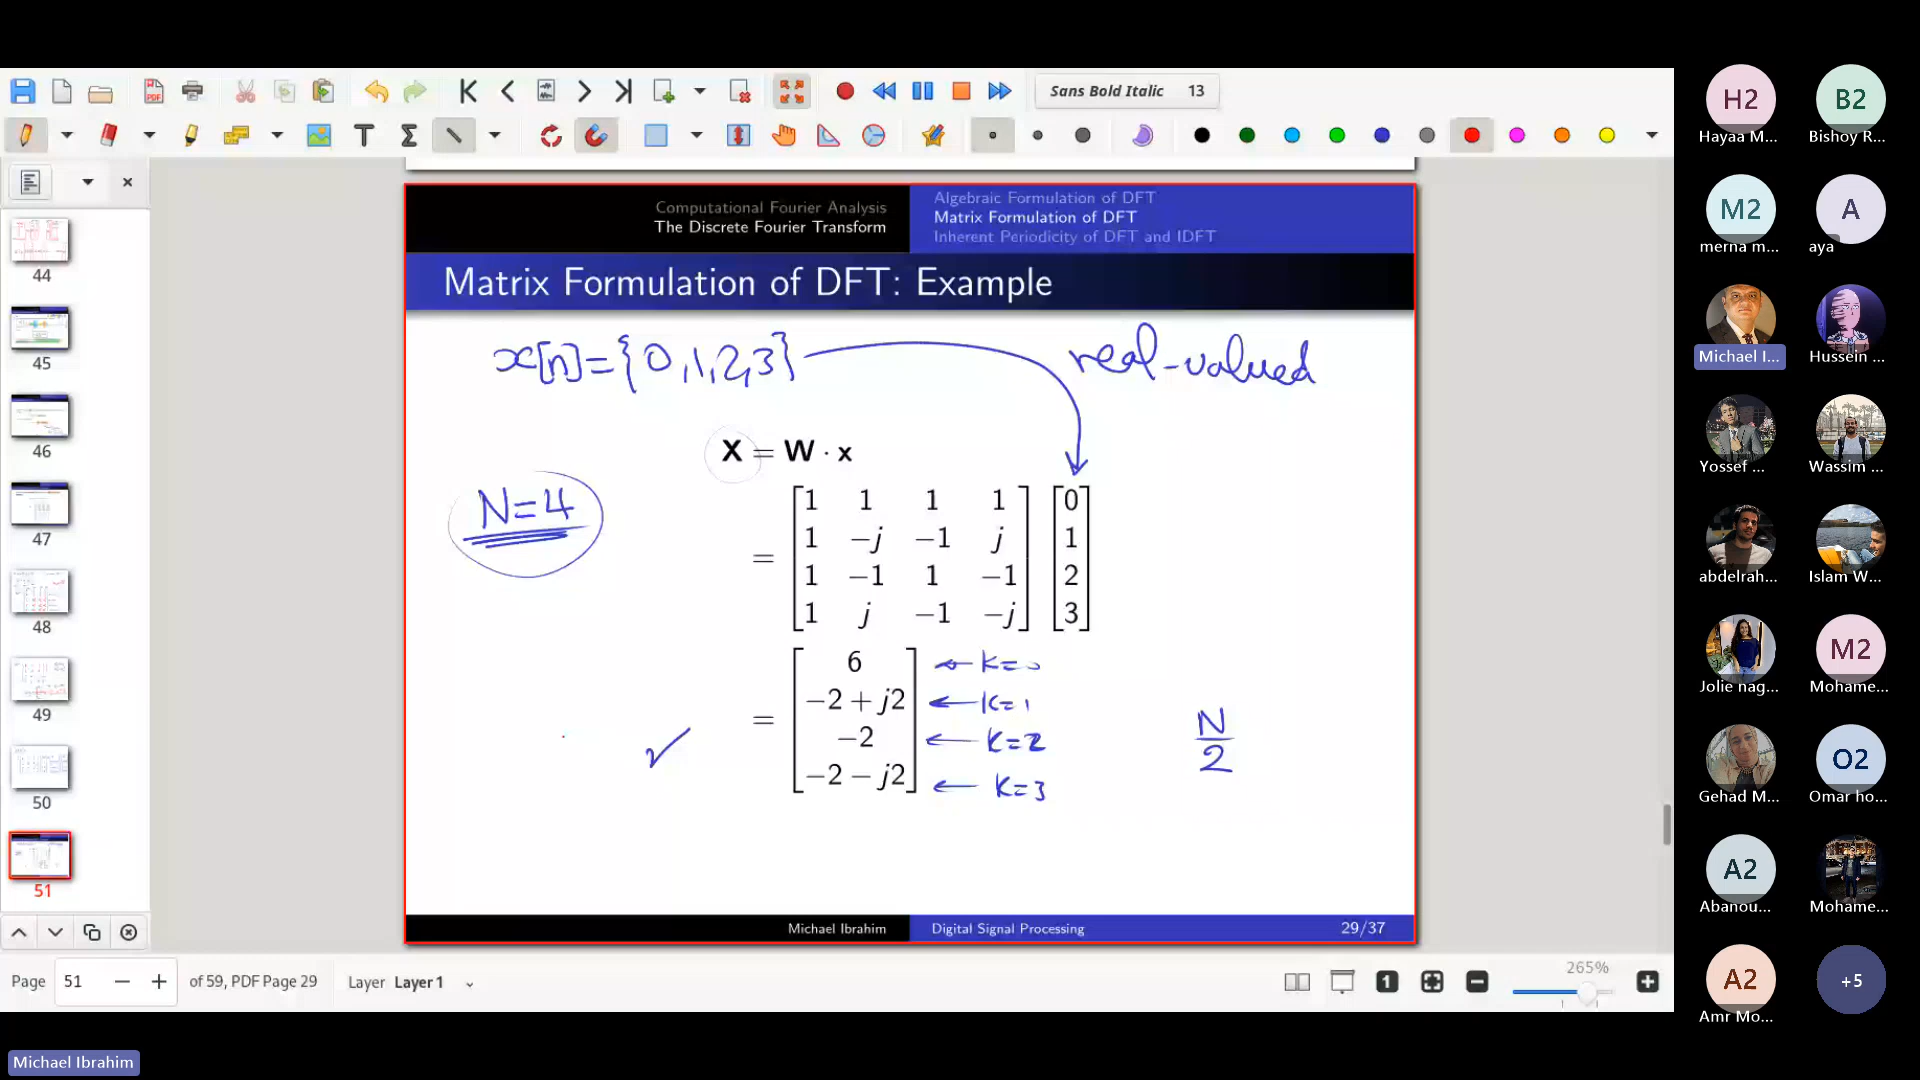 Sans Bold Italic 13
44
45
46
47
48
49
50
51
Computational Fourier Analysis
The Discrete Fourier Transform
Algebraic Formulation of DFT
Matrix Formulation of DFT
Inherent Periodicity of DFT and IDFT
Matrix Formulation of DFT: Example
x[n]={0,1,2,3}
real-valued
X = W · x
N=4
= [1 1 1 1] [0]
[1 −j −1 j] [1]
[1 −1 1 −1] [2]
[1 j −1 −j] [3]
= [6] ← K=0
[−2 + j2] ← K=1
[−2] ← K=2
[−2 − j2] ← K=3
N/2
Michael Ibrahim
Digital Signal Processing
29/37
Page 51 of 59, PDF Page 29
Layer Layer 1
265%
H2
Hayaa M...
B2
Bishoy R...
M2
merna m...
A
aya
Michael I...
Hussein ...
Yossef ...
Wassim ...
abdelrah...
Islam W...
Jolie nag...
M2
Mohame...
Gehad M...
O2
Omar ho...
A2
Abanou...
Mohame...
A2
Amr Mo...
+5
Michael Ibrahim